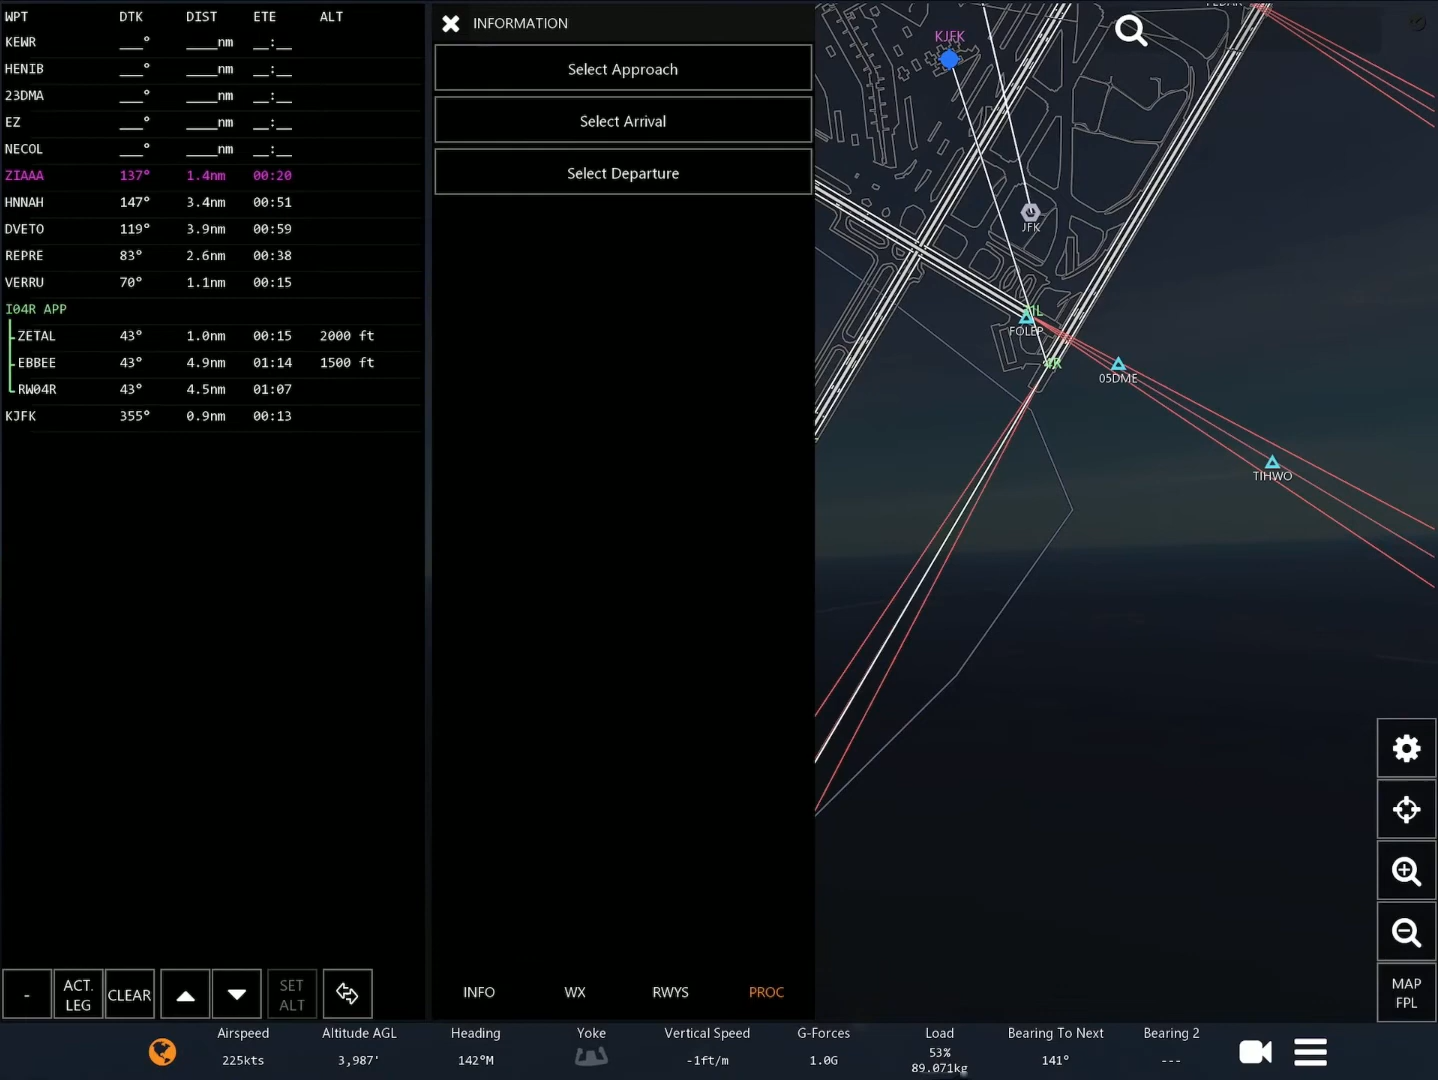 WPT DTK DIST ETE ALT
KEWR ___° ____nm __:__
HENIB ___° ____nm __:__
23DMA ___° ____nm __:__
EZ ___° ____nm __:__
NECOL ___° ____nm __:__
ZIAAA 137° 1.4nm 00:20
HNNAH 147° 3.4nm 00:51
DVETO 119° 3.9nm 00:59
REPRE 83° 2.6nm 00:38
VERRU 70° 1.1nm 00:15
I04R APP
ZETAL 43° 1.0nm 00:15 2000 ft
EBBEE 43° 4.9nm 01:14 1500 ft
RW04R 43° 4.5nm 01:07
KJFK 355° 0.9nm 00:13
-
ACT.
LEG
CLEAR
SET
ALT
INFORMATION
Select Approach
Select Arrival
Select Departure
INFO WX RWYS PROC
KJFK
JFK
FOLEP
4R
05DME
TIHWO
MAP
FPL
Airspeed
225kts
Altitude AGL
3,987'
Heading
142°M
Yoke
Vertical Speed
-1ft/m
G-Forces
1.0G
Load
53%
89.071kg
Bearing To Next
141°
Bearing 2
---